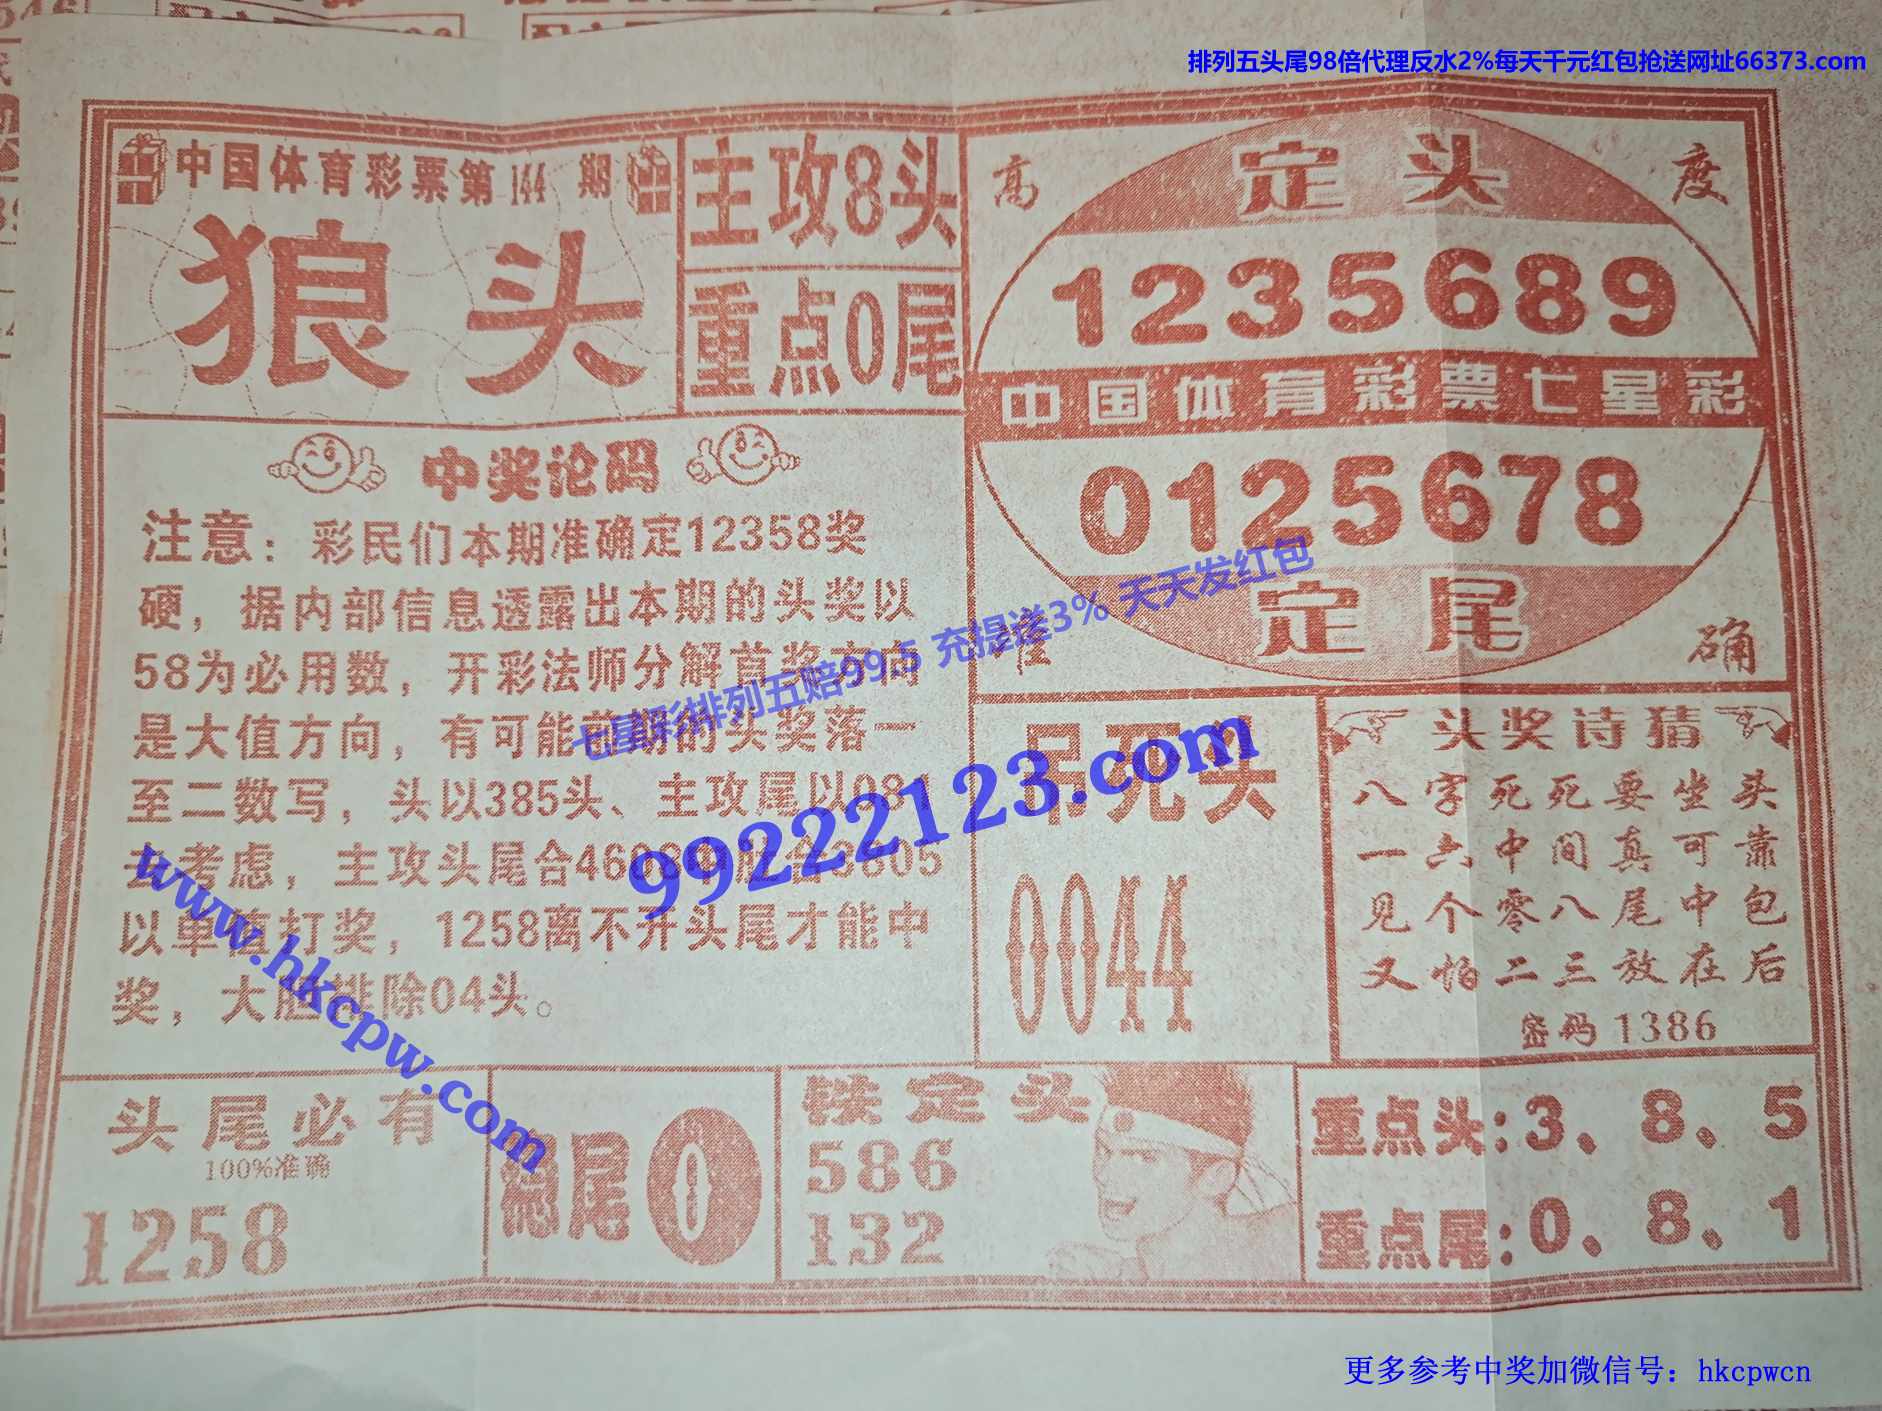 排列五头尾98倍代理反水2%每天千元红包抢送网址66373.com
中国体育彩票第144期
狼头
主攻8头
重点0尾
高度
定头
1235689
中国体育彩票七星彩
0125678
定尾
准确
中奖论码
注意：彩民们本期准确定12358奖
硬，据内部信息透露出本期的头奖以
58为必用数，开彩法师分解首奖方向
是大值方向，有可能前期的头奖落一
至二数写，头以385头、主攻尾以081
去考虑，主攻头尾合4608中肚合3605
以单值打奖，1258离不开头尾才能中
奖，大胆排除04头。
七星彩排列五赔99.5 充提送3% 天天发红包
99222123.com
www.hkcpw.com
吊死头
0044
头奖诗猜
八字死死要坐头
一六中间真可靠
见个零八尾中包
又怕二三放在后
密码1386
头尾必有
100%准确
1258
稳尾0
铁定头
586
132
重点头：3、8、5
重点尾：0、8、1
更多参考中奖加微信号：hkcpwcn